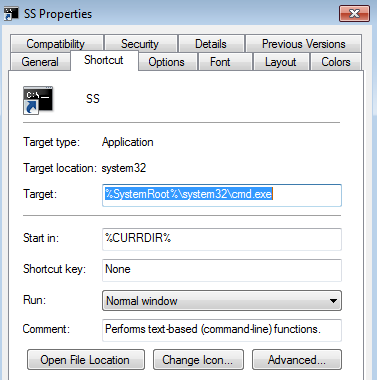 SS Properties
Compatibility Security Details Previous Versions
General Shortcut Options Font Layout Colors
C:\
SS
Target type: Application
Target location: system32
Target: %SystemRoot%\system32\cmd.exe
Start in: %CURRDIR%
Shortcut key: None
Run: Normal window
Comment: Performs text-based (command-line) functions.
Open File Location Change Icon... Advanced...